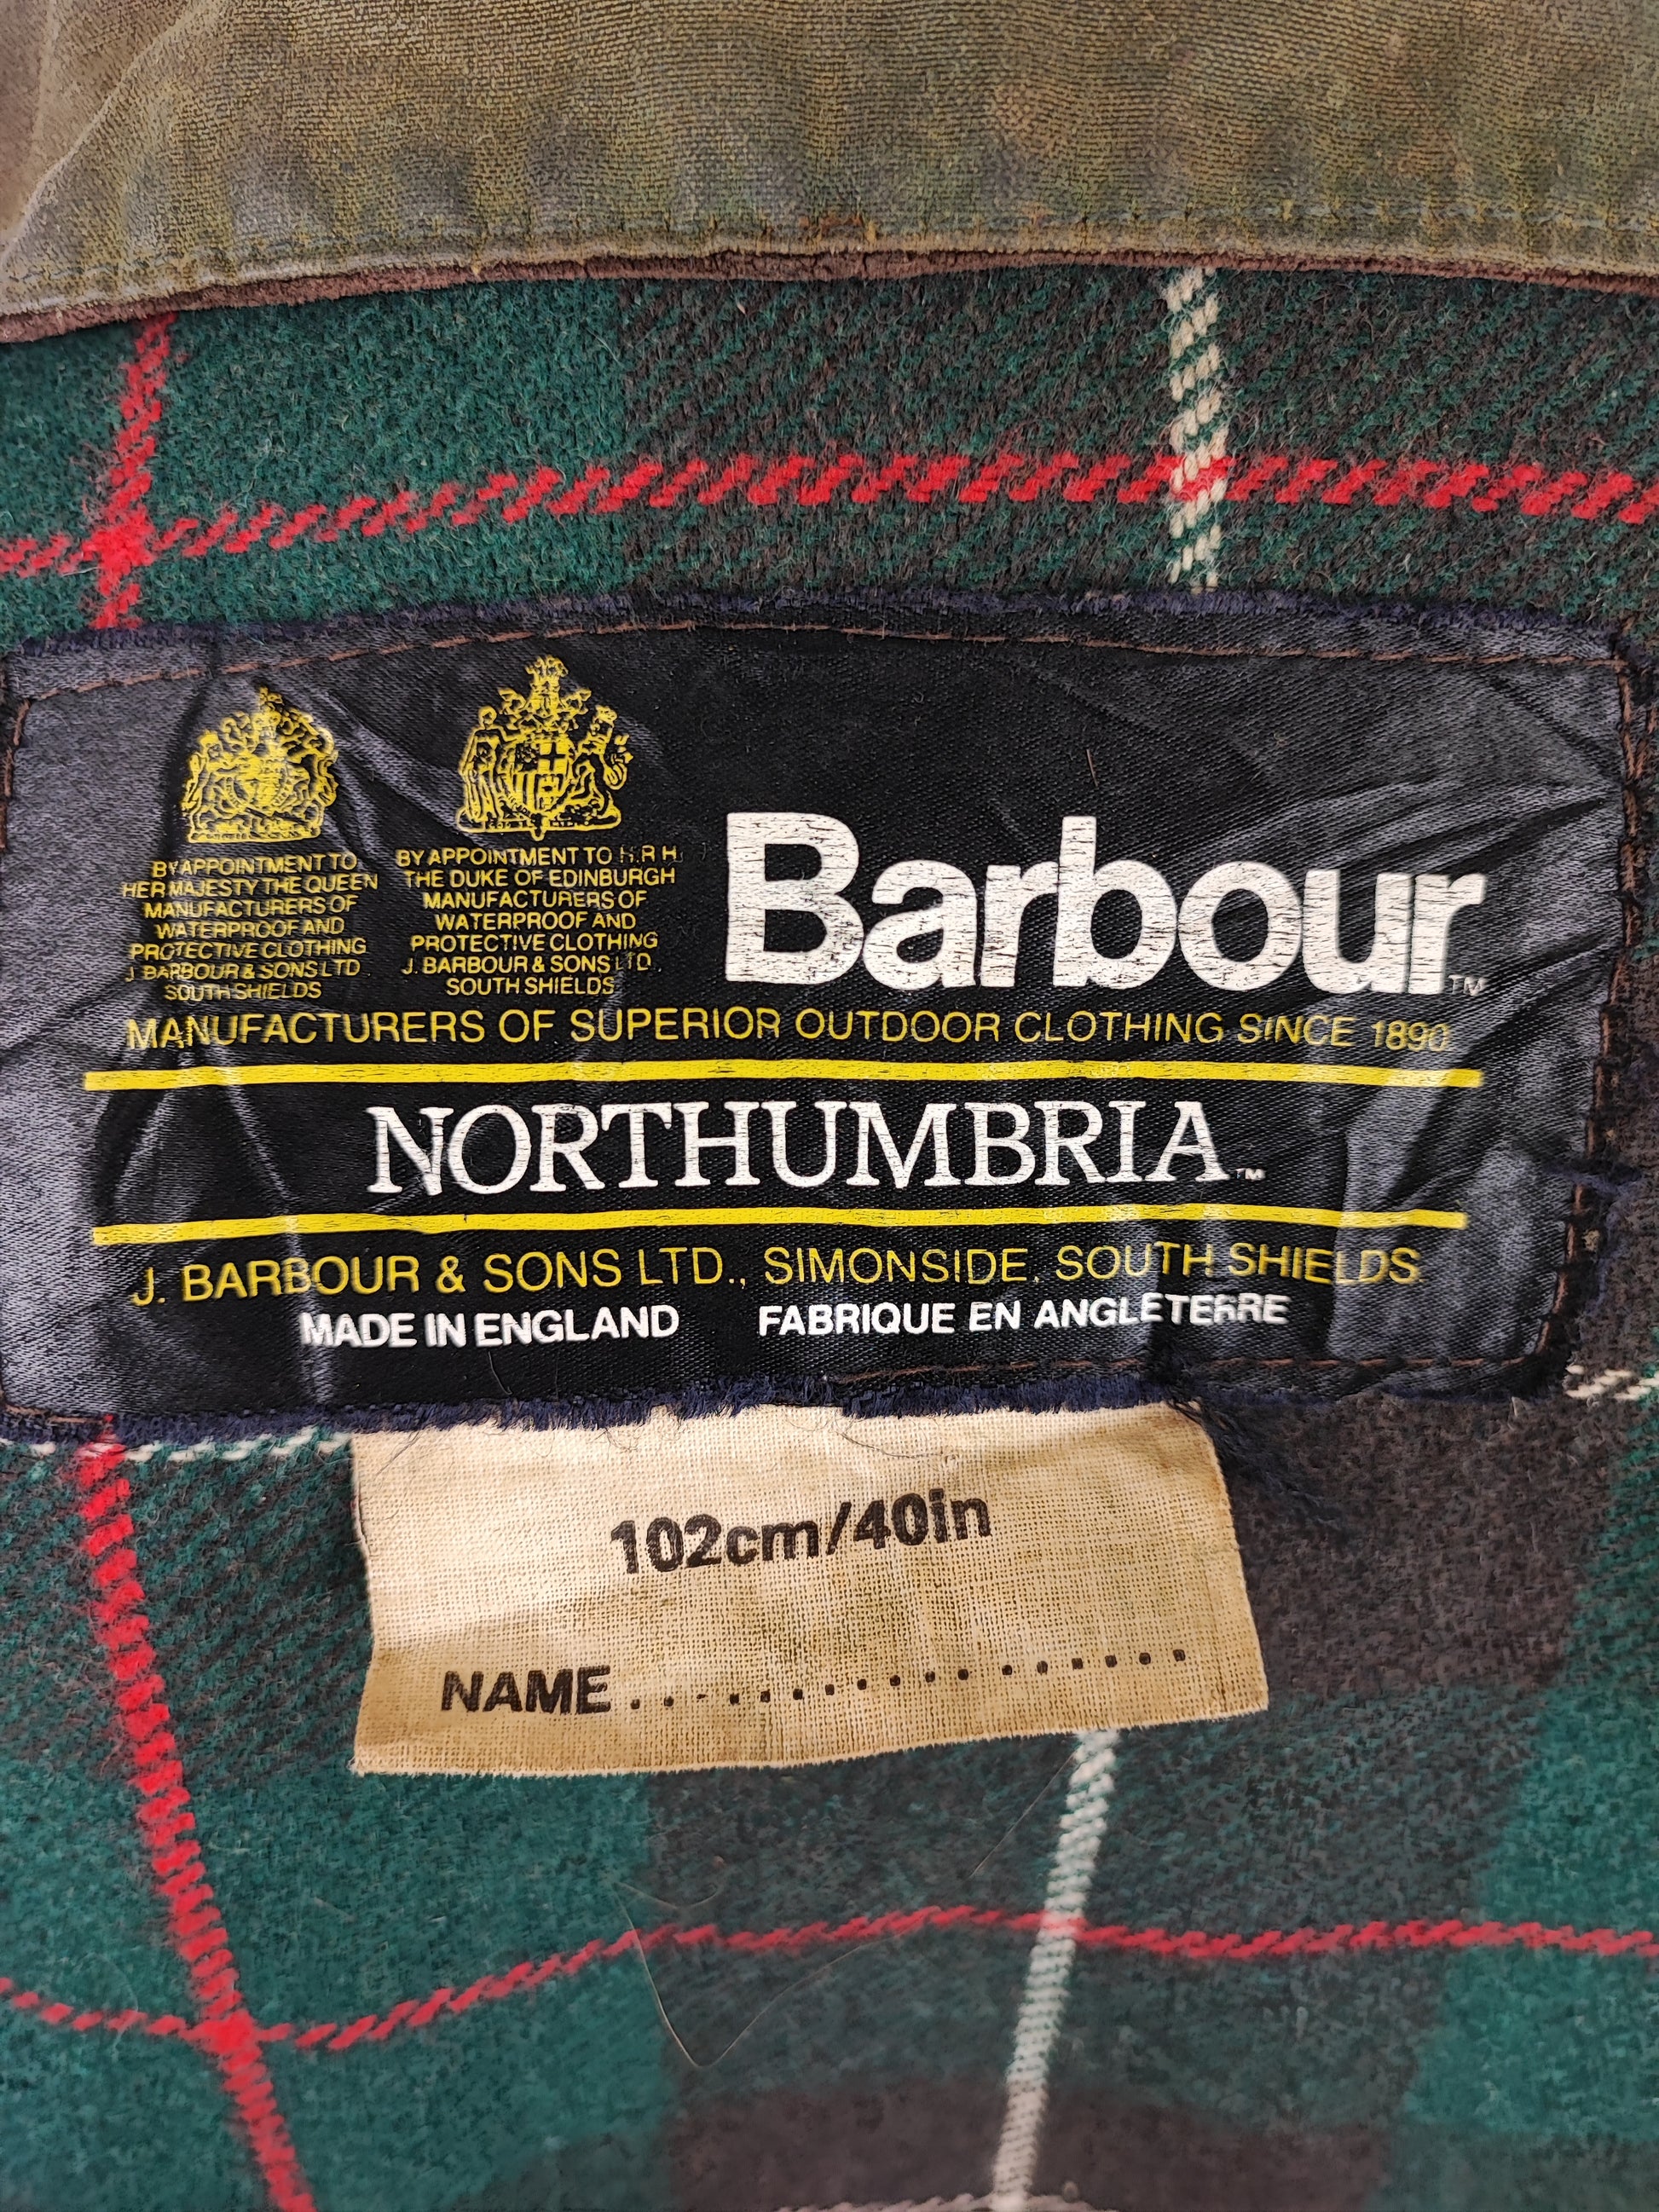 BY APPOINTMENT TO
HER MAJESTY THE QUEEN
MANUFACTURERS OF
WATERPROOF AND
PROTECTIVE CLOTHING
J. BARBOUR & SONS LTD.
SOUTH SHIELDS
BY APPOINTMENT TO H.R.H.
THE DUKE OF EDINBURGH
MANUFACTURERS OF
WATERPROOF AND
PROTECTIVE CLOTHING
J. BARBOUR & SONS LTD.,
SOUTH SHIELDS
Barbour™
MANUFACTURERS OF SUPERIOR OUTDOOR CLOTHING SINCE 1890
NORTHUMBRIA™
J. BARBOUR & SONS LTD., SIMONSIDE, SOUTH SHIELDS
MADE IN ENGLAND FABRIQUE EN ANGLETERRE
102cm/40in
NAME..................